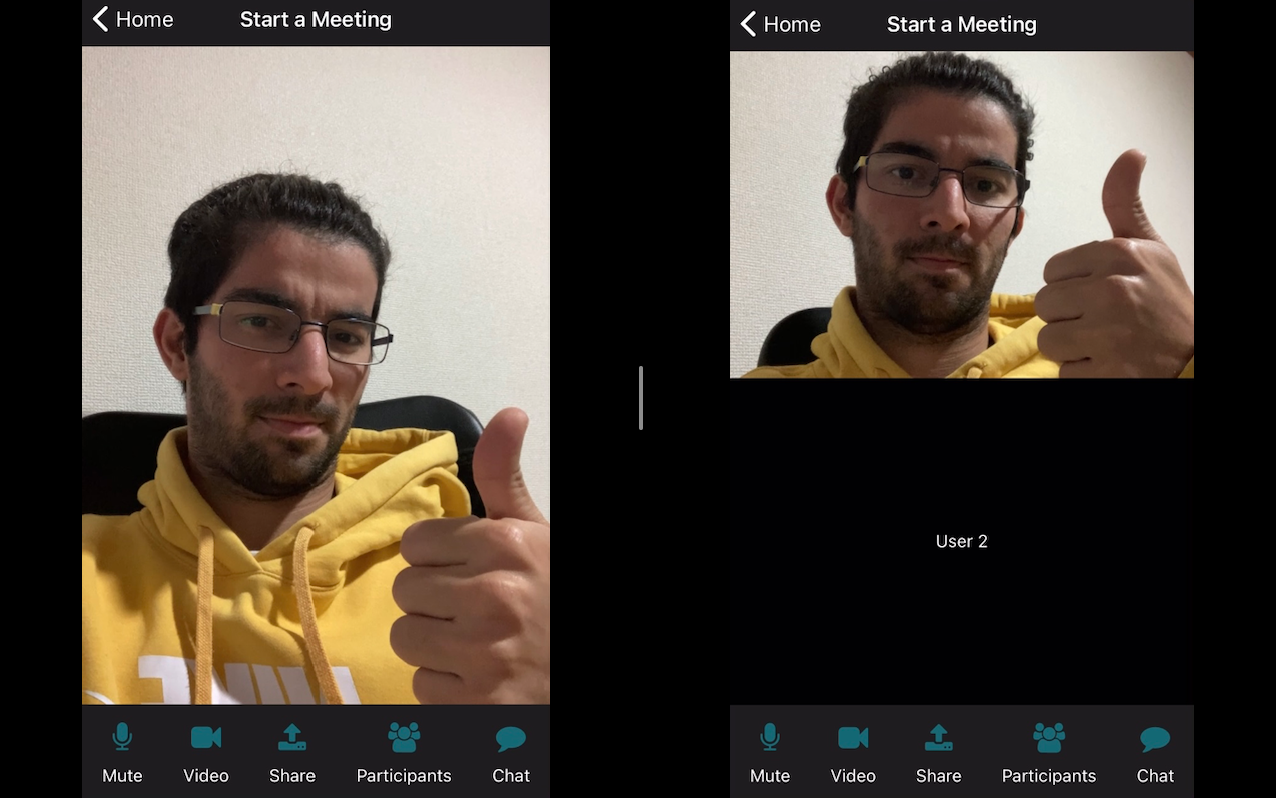 Home
Start a Meeting
Mute
Video
Share
Participants
Chat
Home
Start a Meeting
User 2
Mute
Video
Share
Participants
Chat